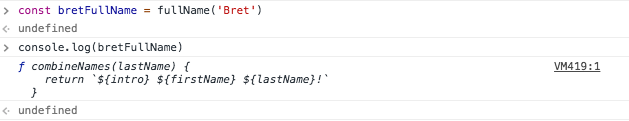 > const bretFullName = fullName('Bret')
<· undefined
> console.log(bretFullName)
ƒ combineNames(lastName) { VM419:1
return `${intro} ${firstName} ${lastName}!`
}
<· undefined